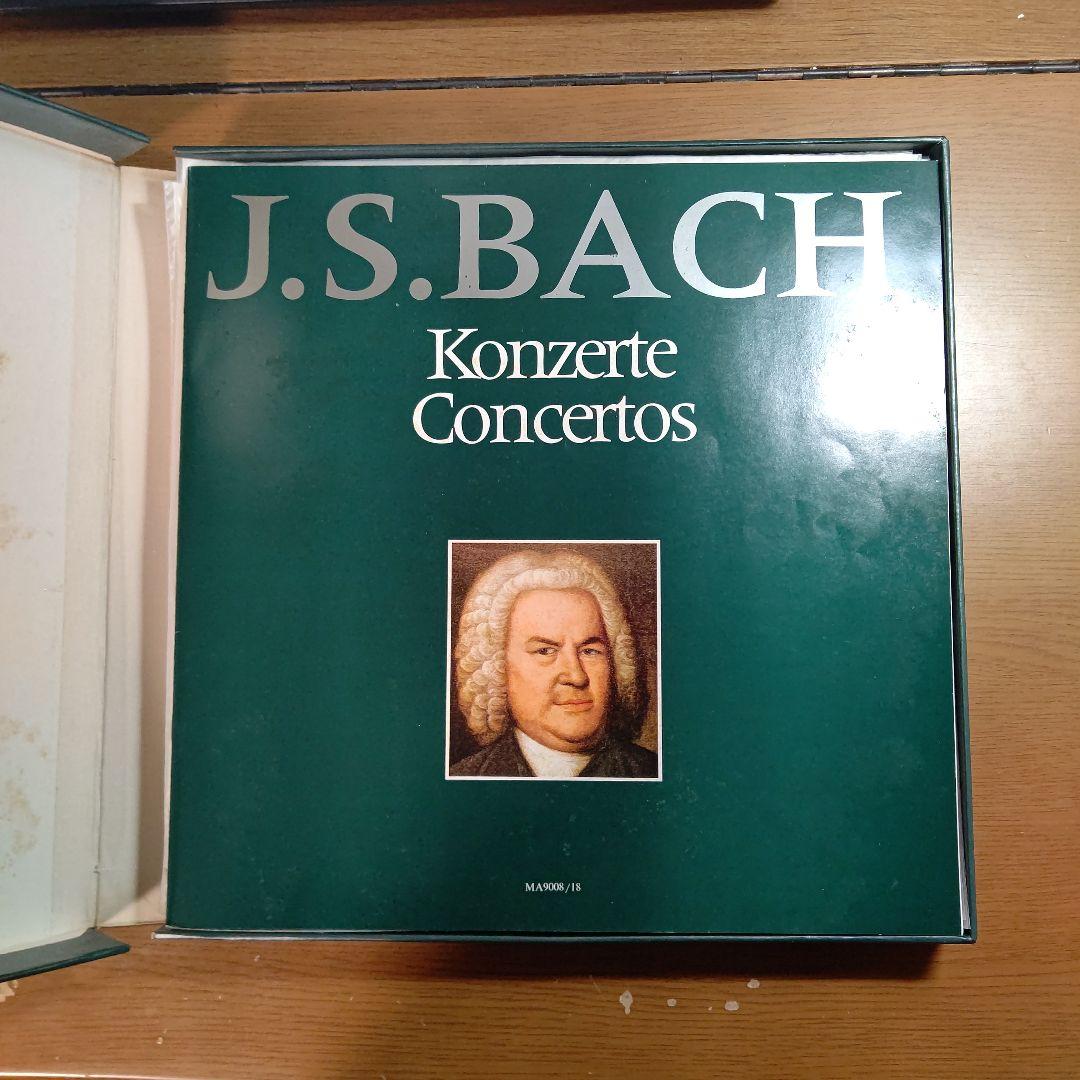 J.S.BACH
Konzerte
Concertos
MA9008/18